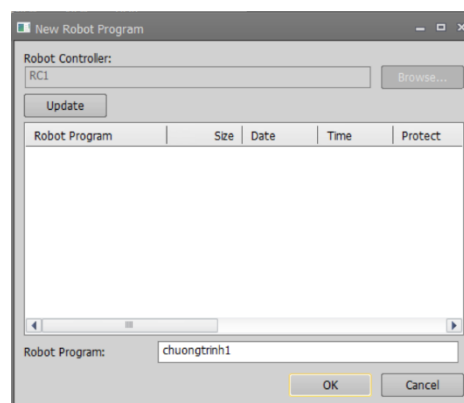 New Robot Program
Robot Controller:
RC1
Browse...
Update
Robot Program Size Date Time Protect
Robot Program: chuongtrinh1
OK Cancel